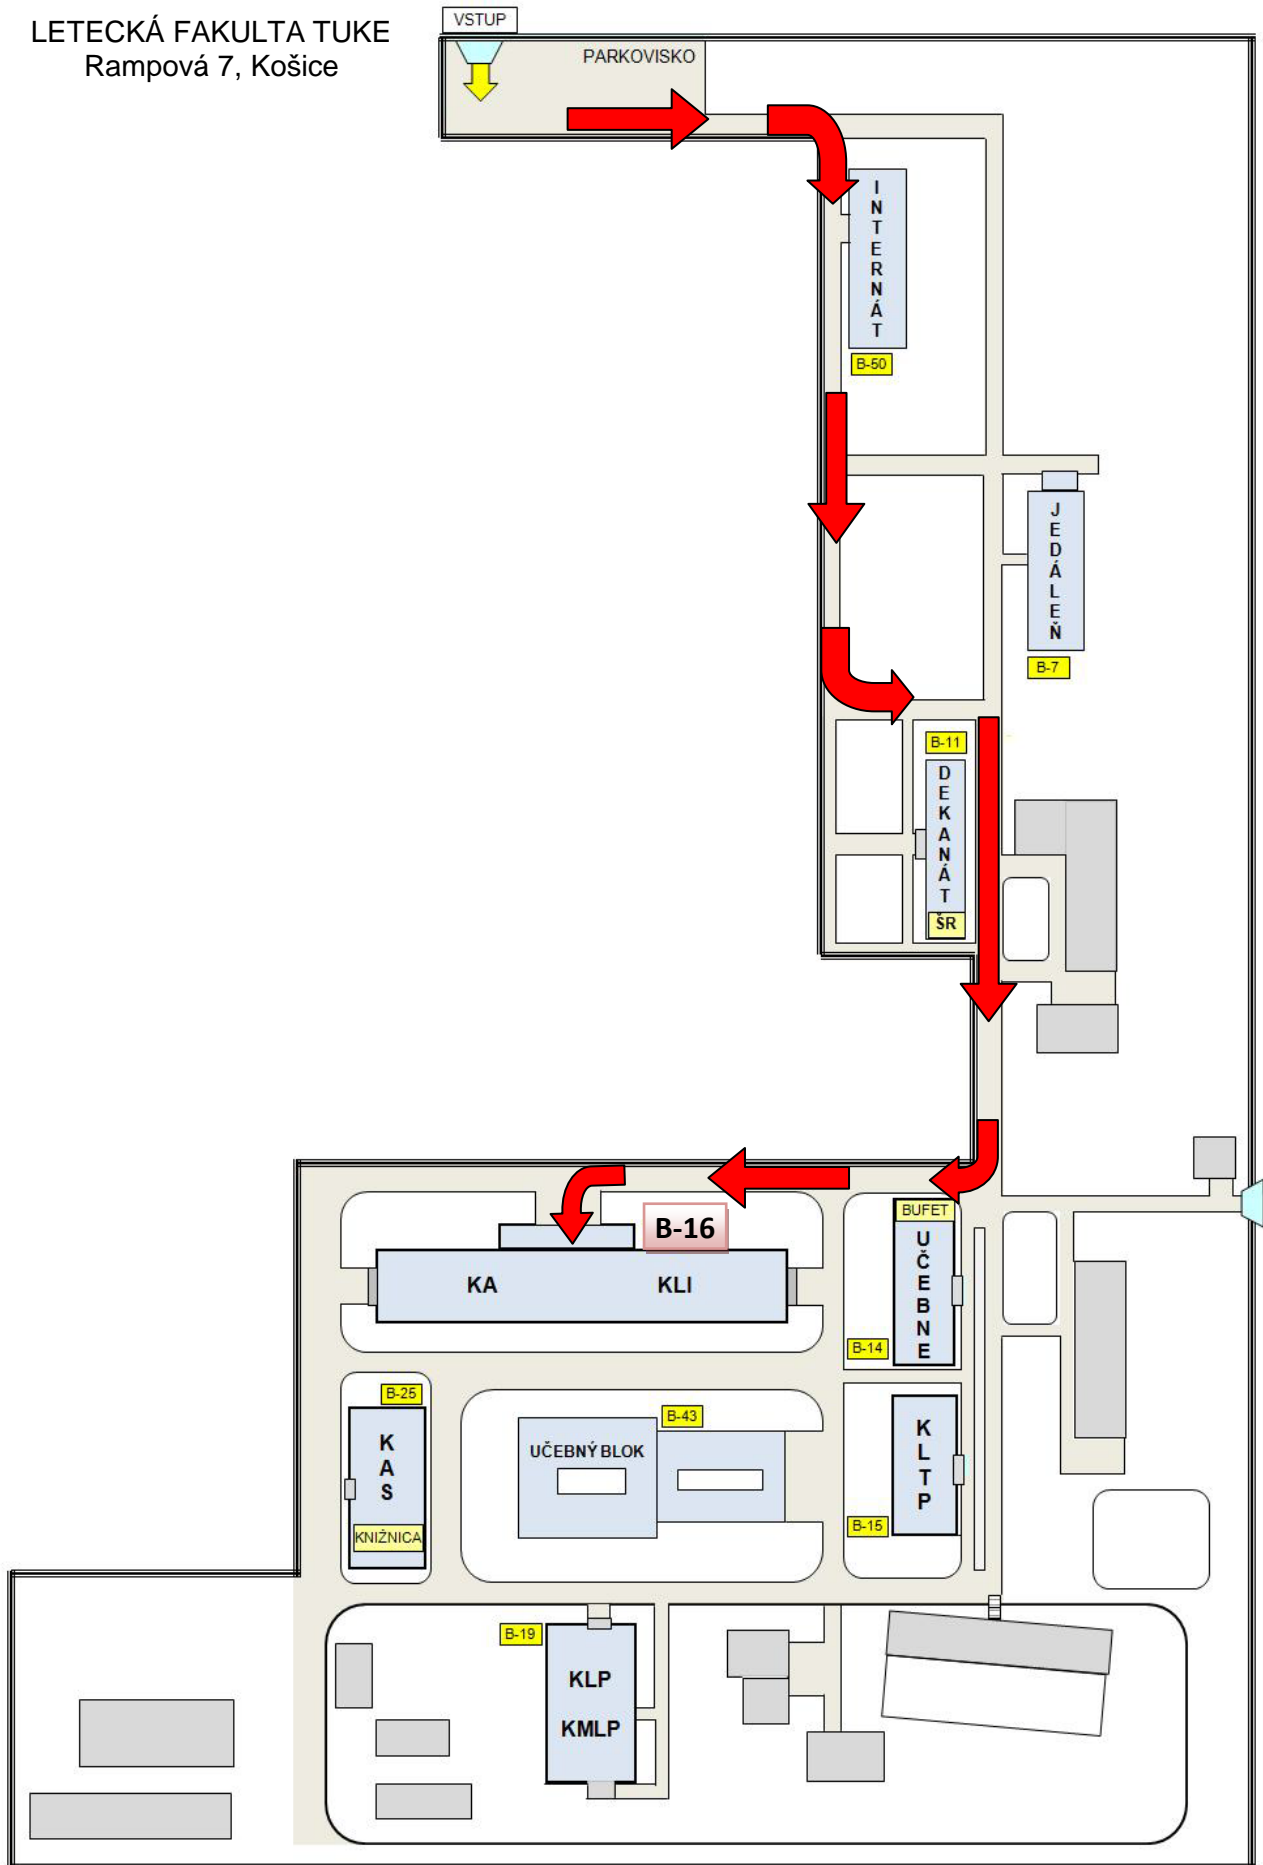 LETECKÁ FAKULTA TUKE
Rampová 7, Košice
VSTUP
PARKOVISKO
INTERNÁT
B-50
JEDÁLEŇ
B-7
B-11
DEKANÁT
ŠR
B-16
KA
KLI
BUFET
UČEBNE
B-14
B-25
KAS
KNIŽNICA
B-43
UČEBNÝ BLOK
KLTP
B-15
B-19
KLP
KMLP